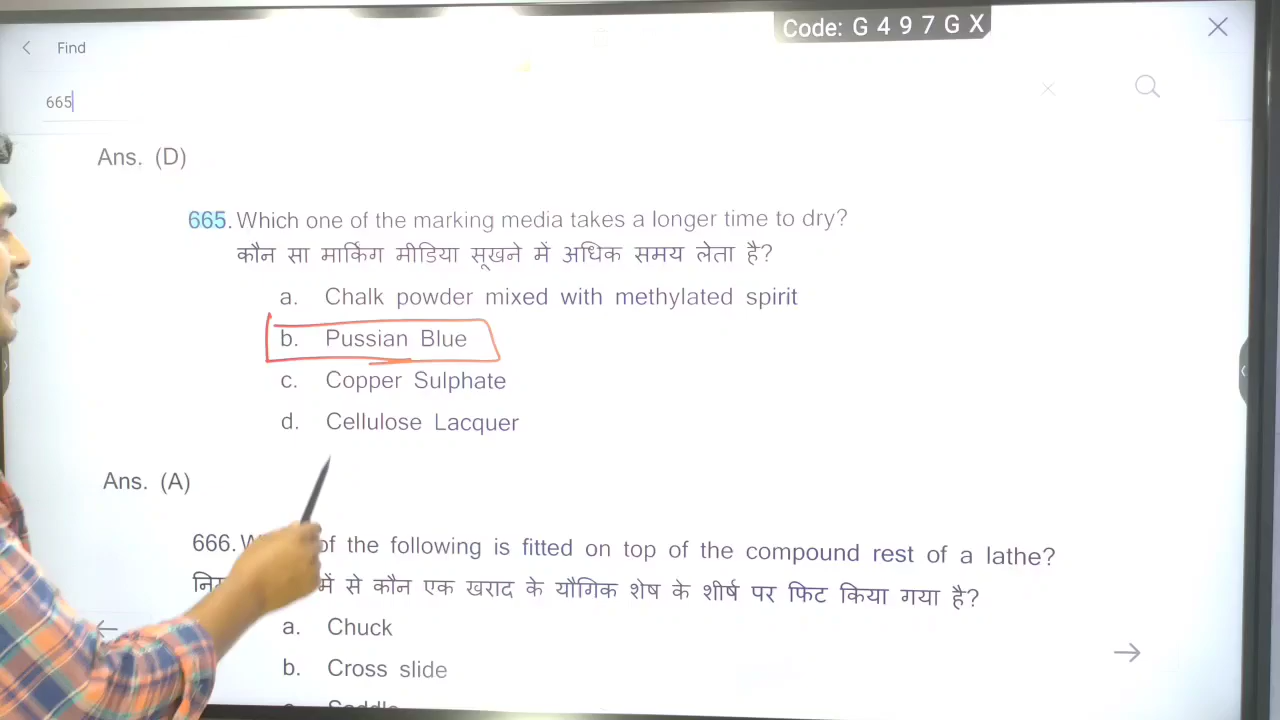 Code: G 4 9 7 G X
Find
665
Ans. (D)
665. Which one of the marking media takes a longer time to dry?
कौन सा मार्किंग मीडिया सूखने में अधिक समय लेता है?
a. Chalk powder mixed with methylated spirit
b. Pussian Blue
c. Copper Sulphate
d. Cellulose Lacquer
Ans. (A)
666. of the following is fitted on top of the compound rest of a lathe?
में से कौन एक खराद के यौगिक शेष के शीर्ष पर फिट किया गया है?
a. Chuck
b. Cross slide